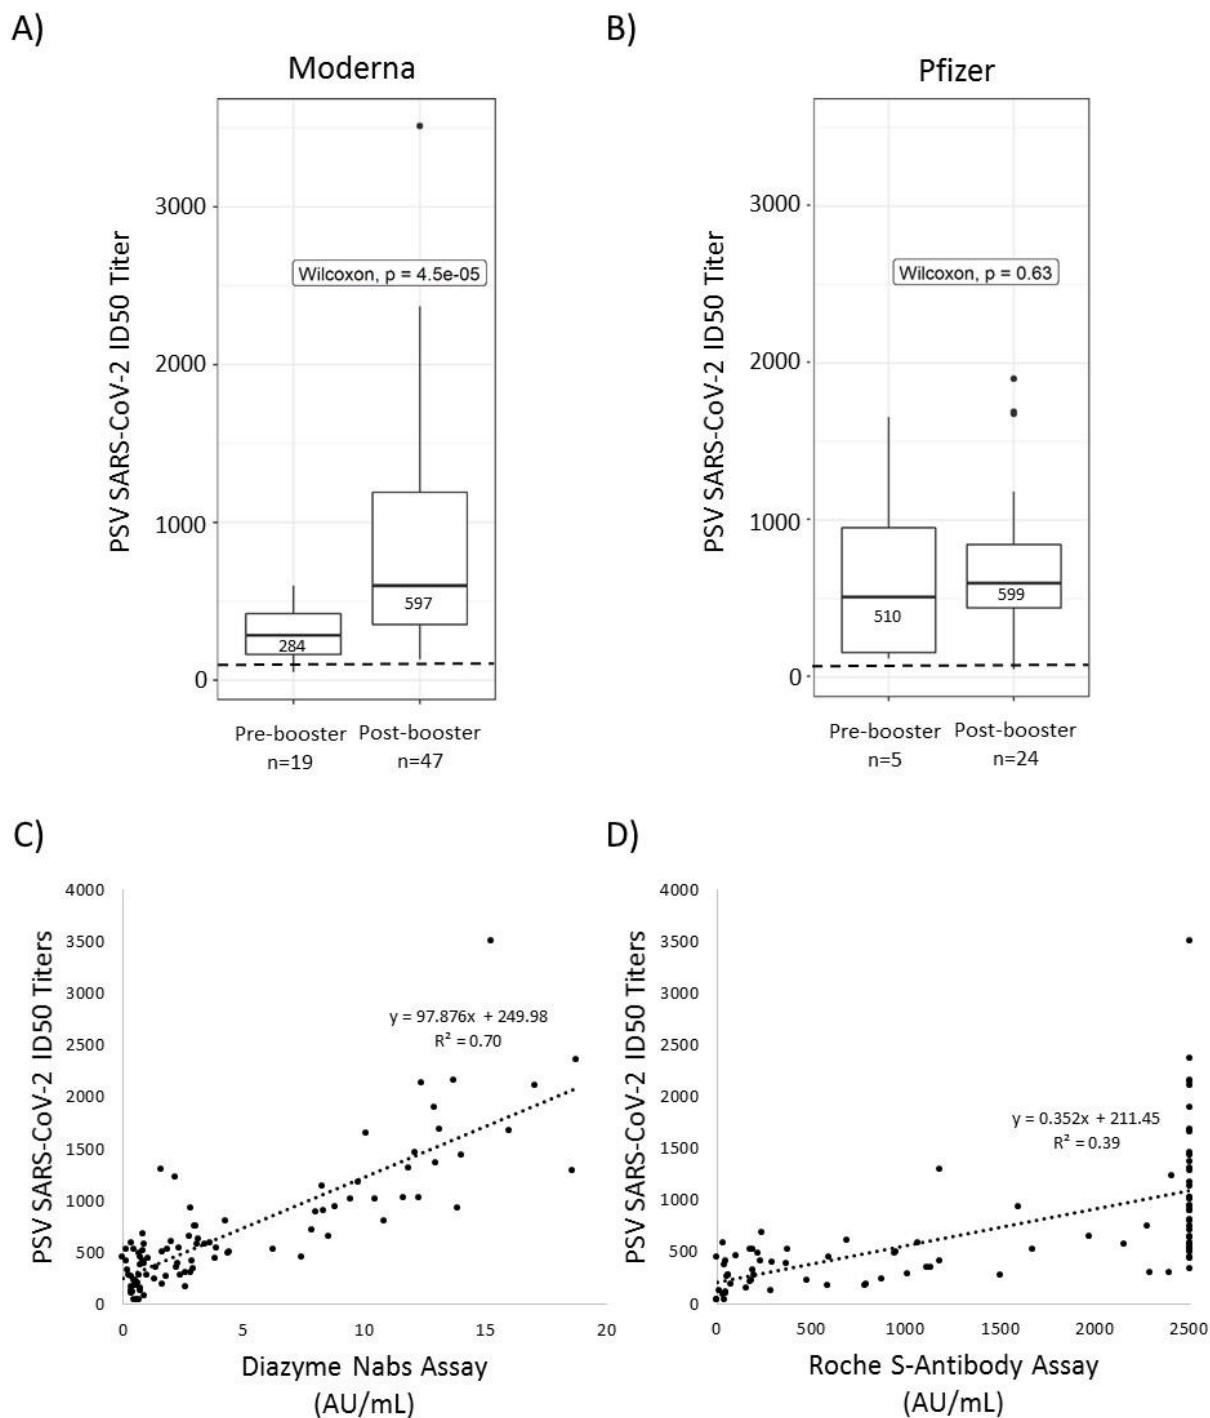 A)
Moderna
PSV SARS-CoV-2 ID50 Titer
3000
2000
1000
0
Wilcoxon, p = 4.5e-05
284
597
Pre-booster
n=19
Post-booster
n=47
B)
Pfizer
PSV SARS-CoV-2 ID50 Titer
3000
2000
1000
0
Wilcoxon, p = 0.63
510
599
Pre-booster
n=5
Post-booster
n=24
C)
PSV SARS-CoV-2 ID50 Titers
4000
3500
3000
2500
2000
1500
1000
500
0
y = 97.876x + 249.98
R² = 0.70
0 5 10 15 20
Diazyme Nabs Assay
(AU/mL)
D)
PSV SARS-CoV-2 ID50 Titers
4000
3500
3000
2500
2000
1500
1000
500
0
y = 0.352x + 211.45
R² = 0.39
0 500 1000 1500 2000 2500
Roche S-Antibody Assay
(AU/mL)